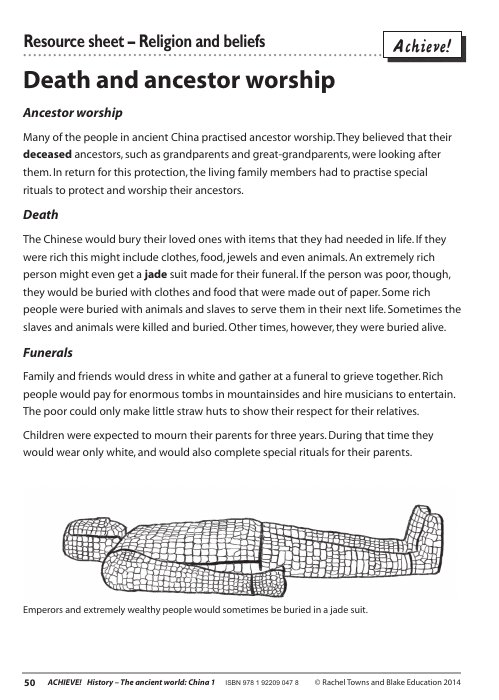 Resource sheet – Religion and beliefs
Achieve!
Death and ancestor worship
Ancestor worship
Many of the people in ancient China practised ancestor worship. They believed that their
deceased ancestors, such as grandparents and great-grandparents, were looking after
them. In return for this protection, the living family members had to practise special
rituals to protect and worship their ancestors.
Death
The Chinese would bury their loved ones with items that they had needed in life. If they
were rich this might include clothes, food, jewels and even animals. An extremely rich
person might even get a jade suit made for their funeral. If the person was poor, though,
they would be buried with clothes and food that were made out of paper. Some rich
people were buried with animals and slaves to serve them in their next life. Sometimes the
slaves and animals were killed and buried. Other times, however, they were buried alive.
Funerals
Family and friends would dress in white and gather at a funeral to grieve together. Rich
people would pay for enormous tombs in mountainsides and hire musicians to entertain.
The poor could only make little straw huts to show their respect for their relatives.
Children were expected to mourn their parents for three years. During that time they
would wear only white, and would also complete special rituals for their parents.
Emperors and extremely wealthy people would sometimes be buried in a jade suit.
50 ACHIEVE! History – The ancient world: China 1 ISBN 978 1 92209 047 8 © Rachel Towns and Blake Education 2014